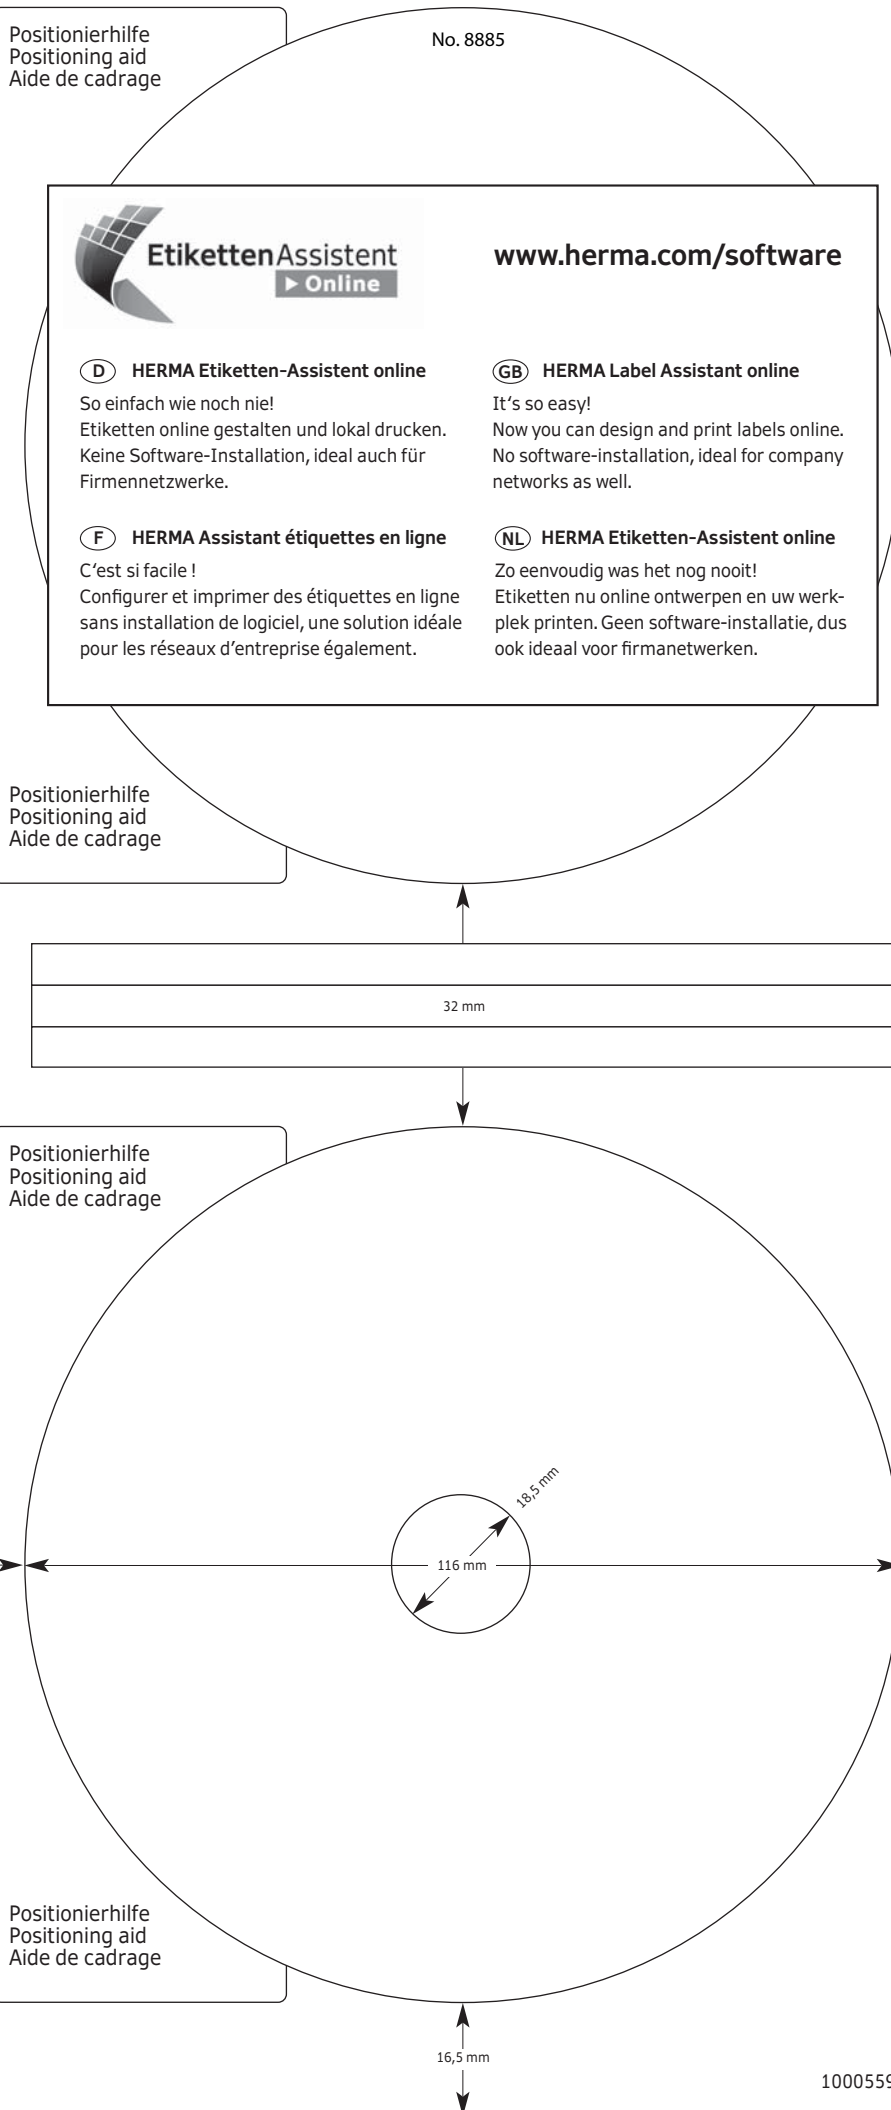 Positionierhilfe
Positioning aid
Aide de cadrage
No. 8885
EtikettenAssistent
Online
www.herma.com/software
D HERMA Etiketten-Assistent online
So einfach wie noch nie!
Etiketten online gestalten und lokal drucken.
Keine Software-Installation, ideal auch für
Firmennetzwerke.
GB HERMA Label Assistant online
It‘s so easy!
Now you can design and print labels online.
No software-installation, ideal for company
networks as well.
F HERMA Assistant étiquettes en ligne
C‘est si facile !
Configurer et imprimer des étiquettes en ligne
sans installation de logiciel, une solution idéale
pour les réseaux d’entreprise également.
NL HERMA Etiketten-Assistent online
Zo eenvoudig was het nog nooit!
Etiketten nu online ontwerpen en uw werk-
plek printen. Geen software-installatie, dus
ook ideaal voor firmanetwerken.
Positionierhilfe
Positioning aid
Aide de cadrage
32 mm
Positionierhilfe
Positioning aid
Aide de cadrage
18,5 mm
116 mm
Positionierhilfe
Positioning aid
Aide de cadrage
16,5 mm
1000559